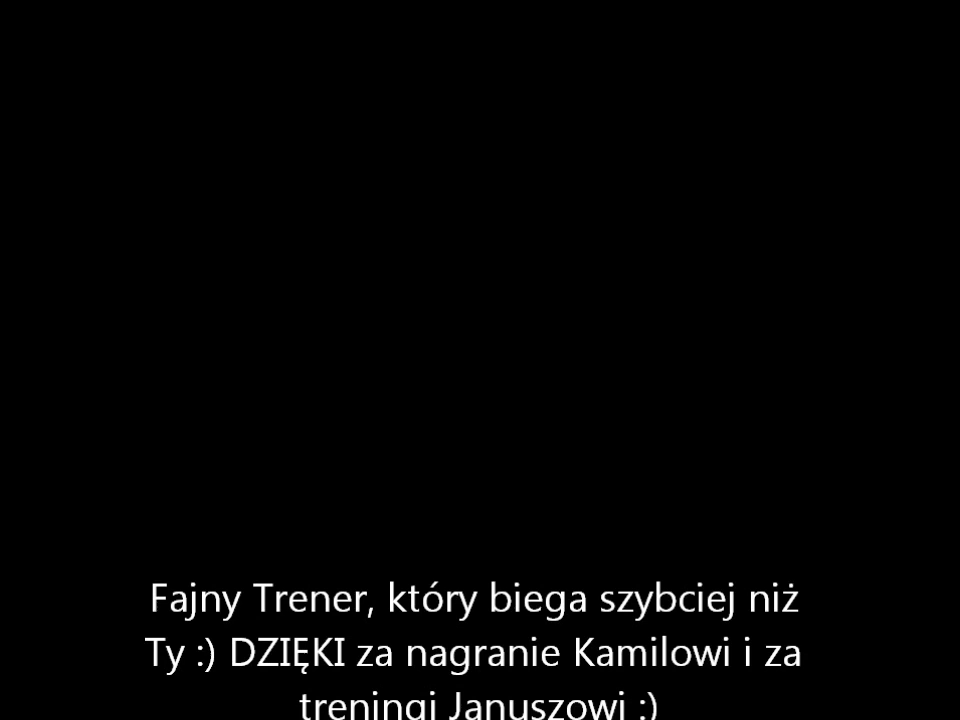 Fajny Trener, który biega szybciej niż
Ty :) DZIĘKI za nagranie Kamilowi i za
treningi Januszowi :)